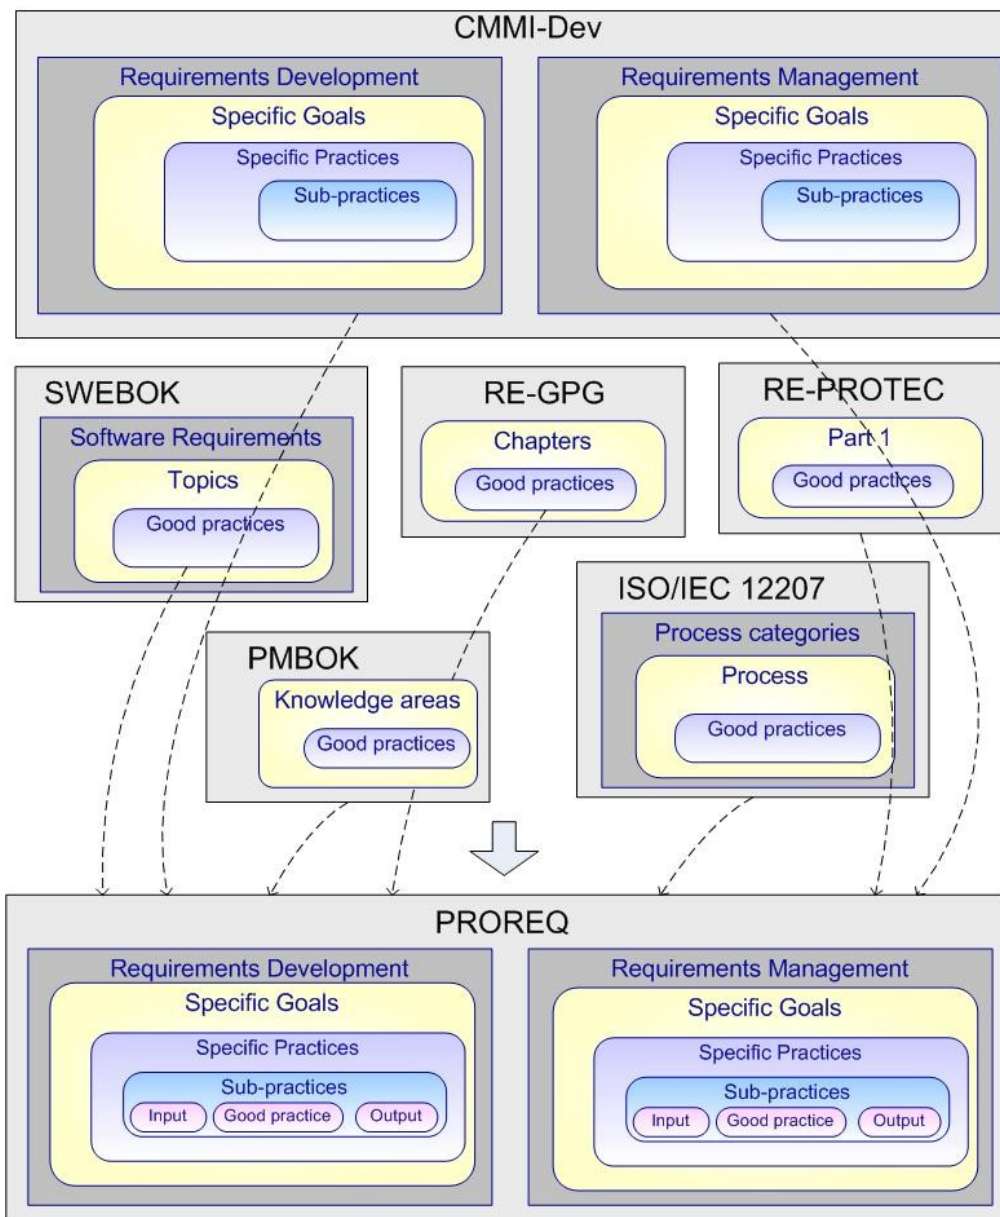 CMMI-Dev
Requirements Development
Specific Goals
Specific Practices
Sub-practices
Requirements Management
Specific Goals
Specific Practices
Sub-practices
SWEBOK
Software Requirements
Topics
Good practices
RE-GPG
Chapters
Good practices
RE-PROTEC
Part 1
Good practices
PMBOK
Knowledge areas
Good practices
ISO/IEC 12207
Process categories
Process
Good practices
PROREQ
Requirements Development
Specific Goals
Specific Practices
Sub-practices
Input Good practice Output
Requirements Management
Specific Goals
Specific Practices
Sub-practices
Input Good practice Output